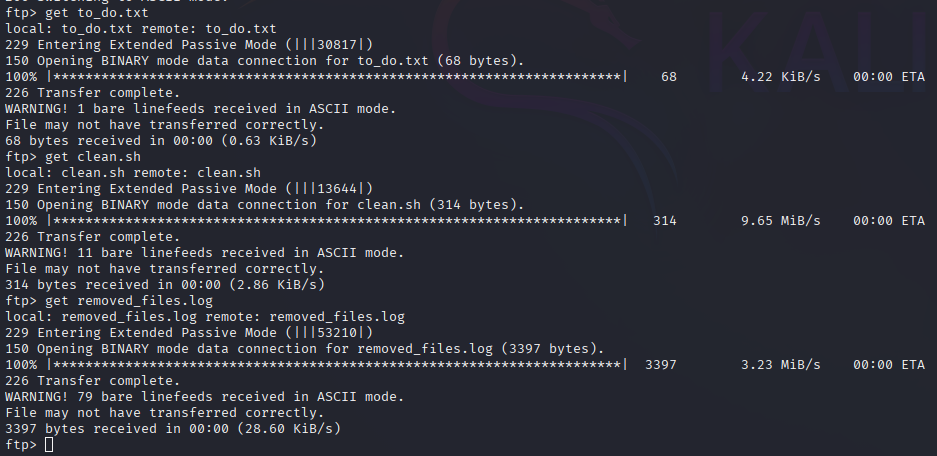 ftp> get to_do.txt
local: to_do.txt remote: to_do.txt
229 Entering Extended Passive Mode (|||30817|)
150 Opening BINARY mode data connection for to_do.txt (68 bytes).
100% |***********************************************************************| 68 4.22 KiB/s 00:00 ETA
226 Transfer complete.
WARNING! 1 bare linefeeds received in ASCII mode.
File may not have transferred correctly.
68 bytes received in 00:00 (0.63 KiB/s)
ftp> get clean.sh
local: clean.sh remote: clean.sh
229 Entering Extended Passive Mode (|||13644|)
150 Opening BINARY mode data connection for clean.sh (314 bytes).
100% |***********************************************************************| 314 9.65 MiB/s 00:00 ETA
226 Transfer complete.
WARNING! 11 bare linefeeds received in ASCII mode.
File may not have transferred correctly.
314 bytes received in 00:00 (2.86 KiB/s)
ftp> get removed_files.log
local: removed_files.log remote: removed_files.log
229 Entering Extended Passive Mode (|||53210|)
150 Opening BINARY mode data connection for removed_files.log (3397 bytes).
100% |***********************************************************************| 3397 3.23 MiB/s 00:00 ETA
226 Transfer complete.
WARNING! 79 bare linefeeds received in ASCII mode.
File may not have transferred correctly.
3397 bytes received in 00:00 (28.60 KiB/s)
ftp>
KALI